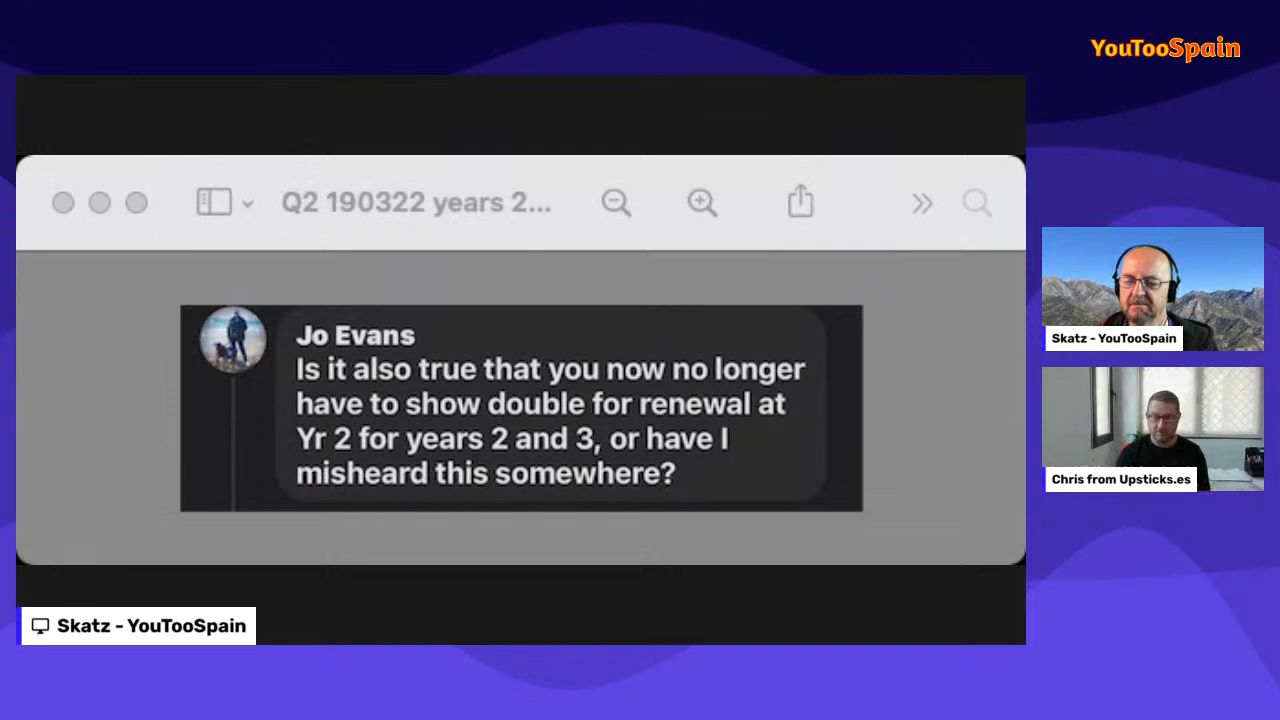 YouTooSpain
Q2 190322 years 2...
Jo Evans
Is it also true that you now no longer
have to show double for renewal at
Yr 2 for years 2 and 3, or have I
misheard this somewhere?
Skatz - YouTooSpain
Chris from Upsticks.es
Skatz - YouTooSpain